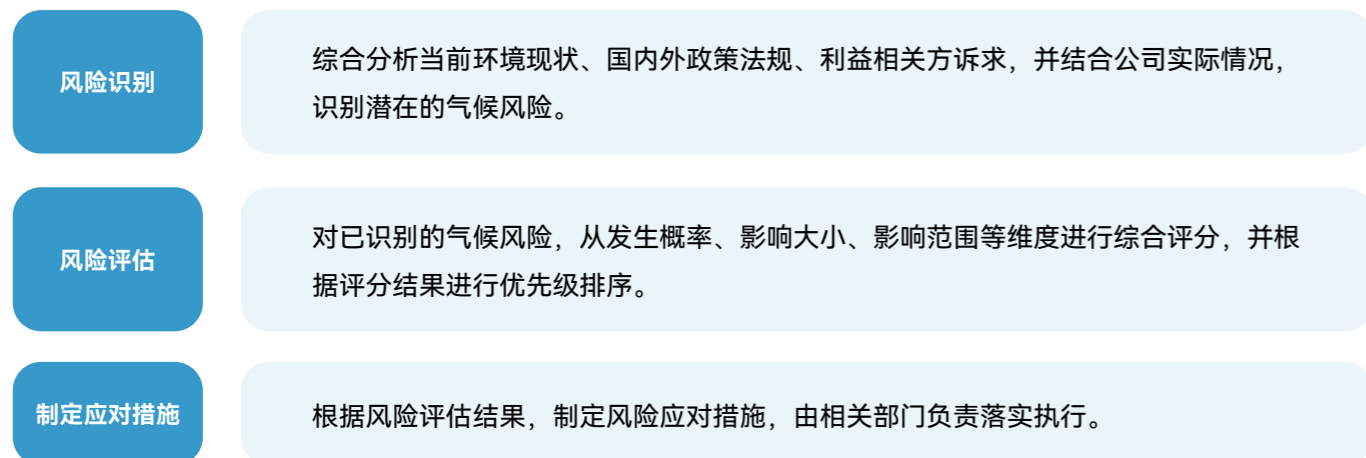 风险识别
综合分析当前环境现状、国内外政策法规、利益相关方诉求，并结合公司实际情况，
识别潜在的气候风险。
风险评估
对已识别的气候风险，从发生概率、影响大小、影响范围等维度进行综合评分，并根
据评分结果进行优先级排序。
制定应对措施
根据风险评估结果，制定风险应对措施，由相关部门负责落实执行。